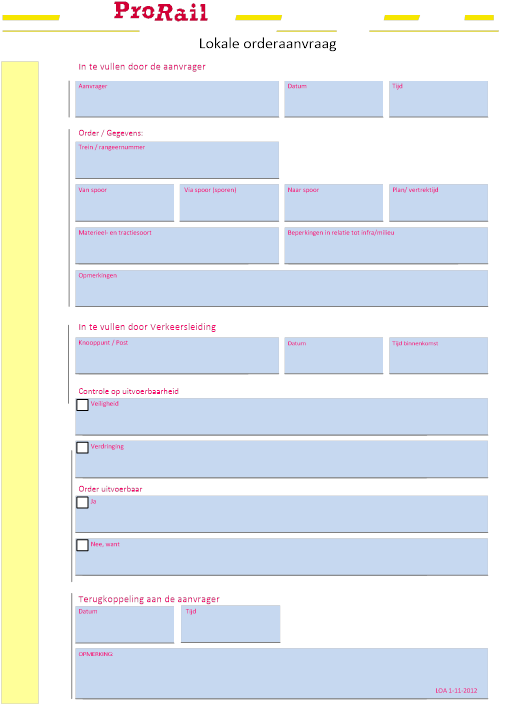 ProRail
Lokale orderaanvraag
In te vullen door de aanvrager
Aanvrager Datum Tijd
Order / Gegevens:
Trein / rangeernummer
Van spoor Via spoor (sporen) Naar spoor Plan/ vertrektijd
Materieel- en tractiesoort Beperkingen in relatie tot infra/milieu
Opmerkingen
In te vullen door Verkeersleiding
Knooppunt / Post Datum Tijd binnenkomst
Controle op uitvoerbaarheid
Veiligheid
Verdringing
Order uitvoerbaar
Ja
Nee, want
Terugkoppeling aan de aanvrager
Datum Tijd
OPMERKING
LOA 1-11-2012